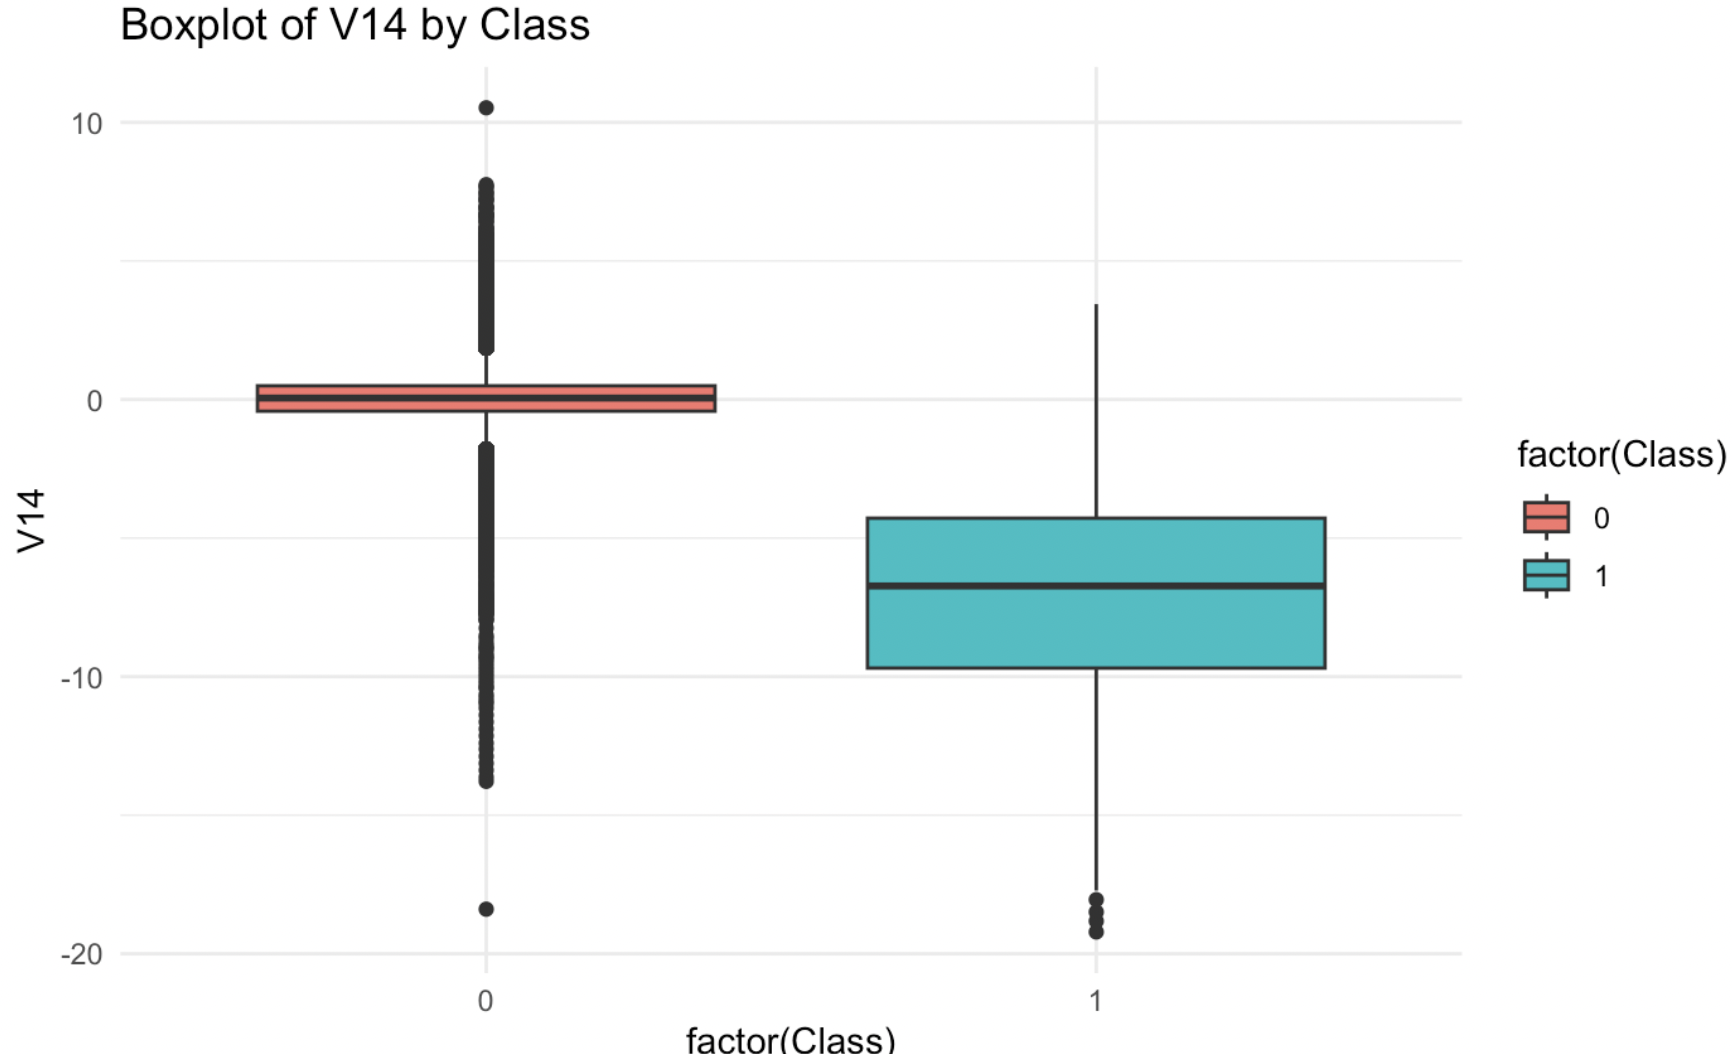 Boxplot of V14 by Class
10
0
-10
-20
V14
0
1
factor(Class)
factor(Class)
0
1